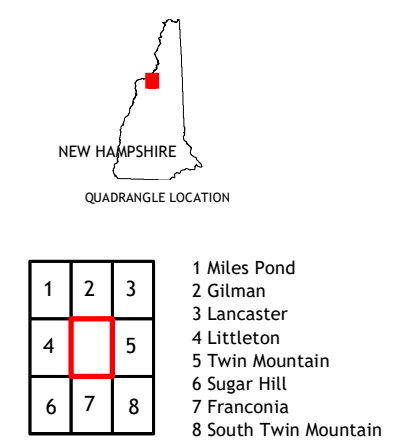 NEW HAMPSHIRE
QUADRANGLE LOCATION
1 2 3
4 5
6 7 8
1 Miles Pond
2 Gilman
3 Lancaster
4 Littleton
5 Twin Mountain
6 Sugar Hill
7 Franconia
8 South Twin Mountain